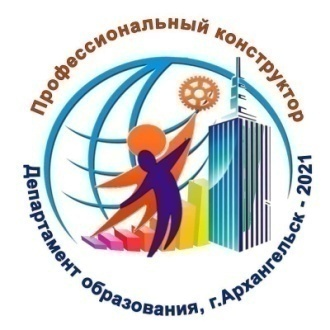 Профессиональный конструктор
Департамент образования, г.Архангельск - 2021